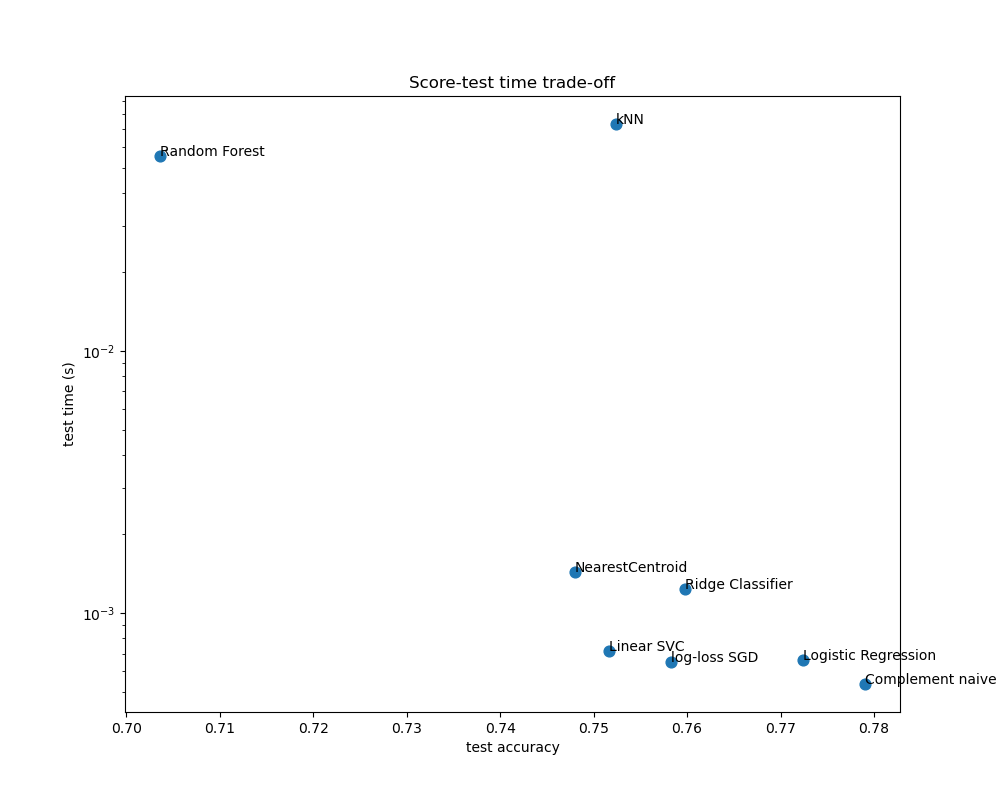 Score-test time trade-off
kNN
Random Forest
10⁻²
test time (s)
NearestCentroid
Ridge Classifier
10⁻³
Linear SVC
log-loss SGD
Logistic Regression
Complement naive
0.70 0.71 0.72 0.73 0.74 0.75 0.76 0.77 0.78
test accuracy